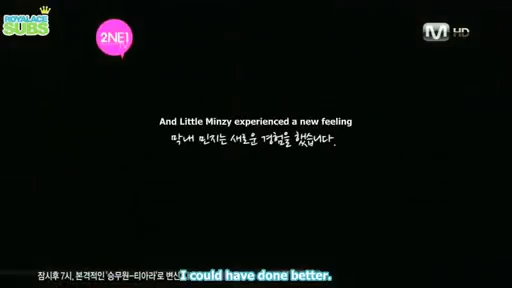 ROYALACE
SUBS
2NE1
M HD
And Little Minzy experienced a new feeling
막내 민지는 새로운 경험을 했습니다.
잠시후 7시, 본격적인 '승무원-티아라'로 변신
I could have done better.